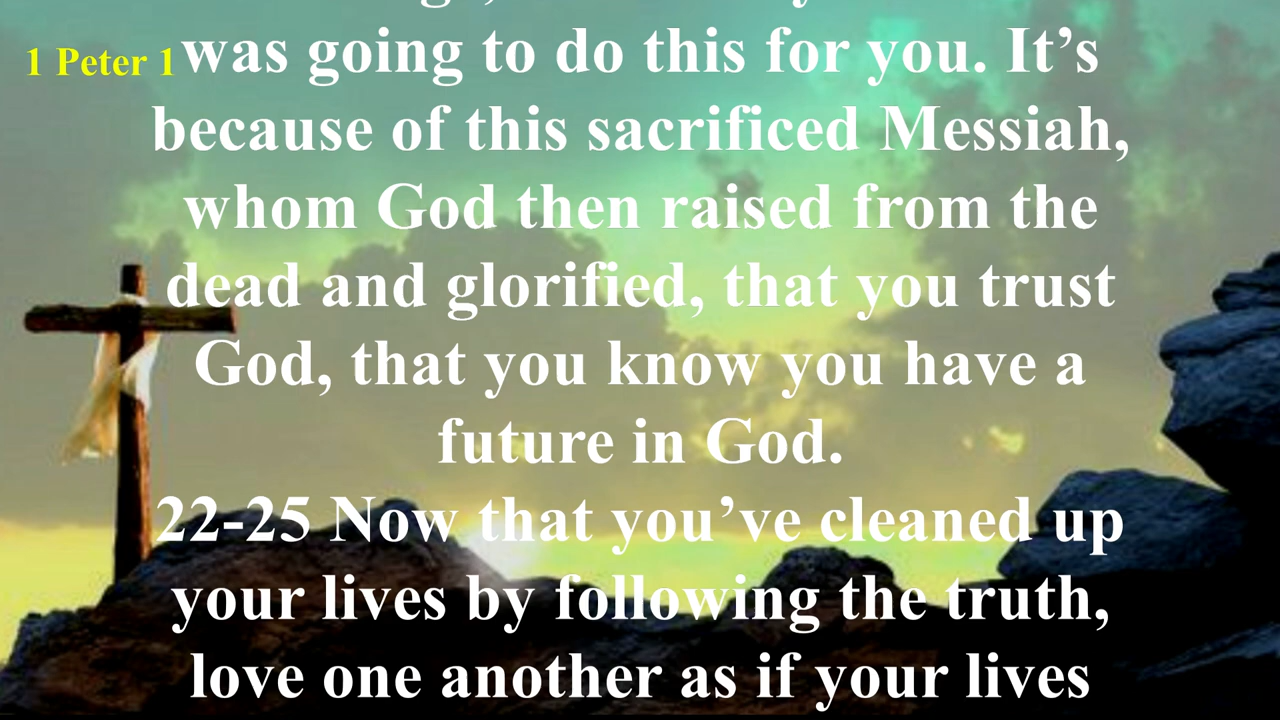 1 Peter 1
was going to do this for you. It’s
because of this sacrificed Messiah,
whom God then raised from the
dead and glorified, that you trust
God, that you know you have a
future in God.
22-25 Now that you’ve cleaned up
your lives by following the truth,
love one another as if your lives